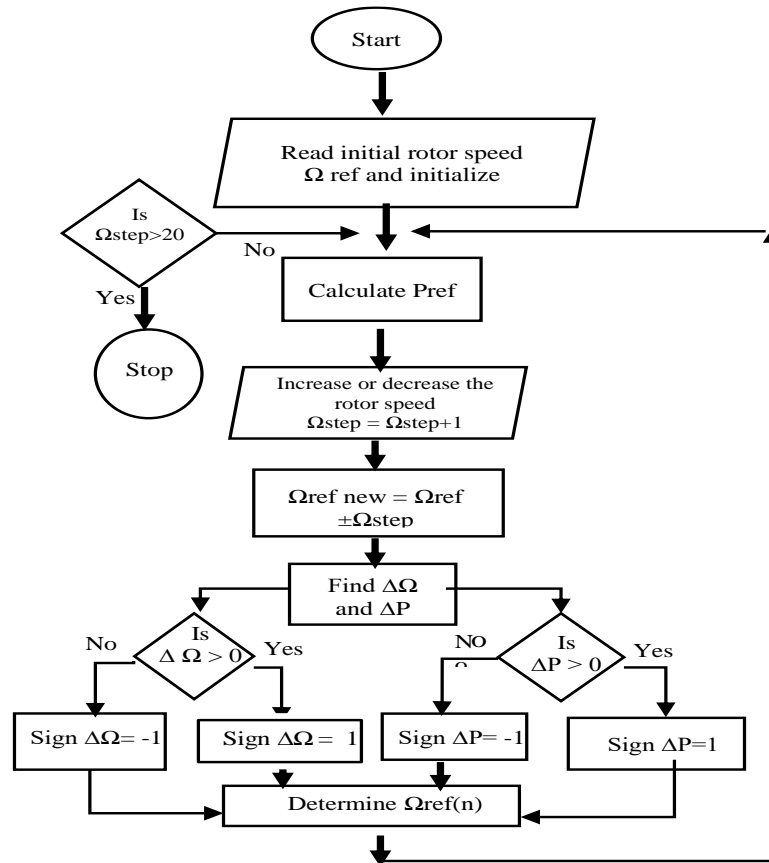 Start
Read initial rotor speed
Ω ref and initialize
Is
Ωstep>20
No
Yes
Calculate Pref
Stop
Increase or decrease the
rotor speed
Ωstep = Ωstep+1
Ωref new = Ωref
±Ωstep
Find ΔΩ
and ΔP
Is
Δ Ω > 0
No
Yes
Is
ΔP > 0
No
Yes
Sign ΔΩ= -1
Sign ΔΩ = 1
Sign ΔP= -1
Sign ΔP=1
Determine Ωref(n)